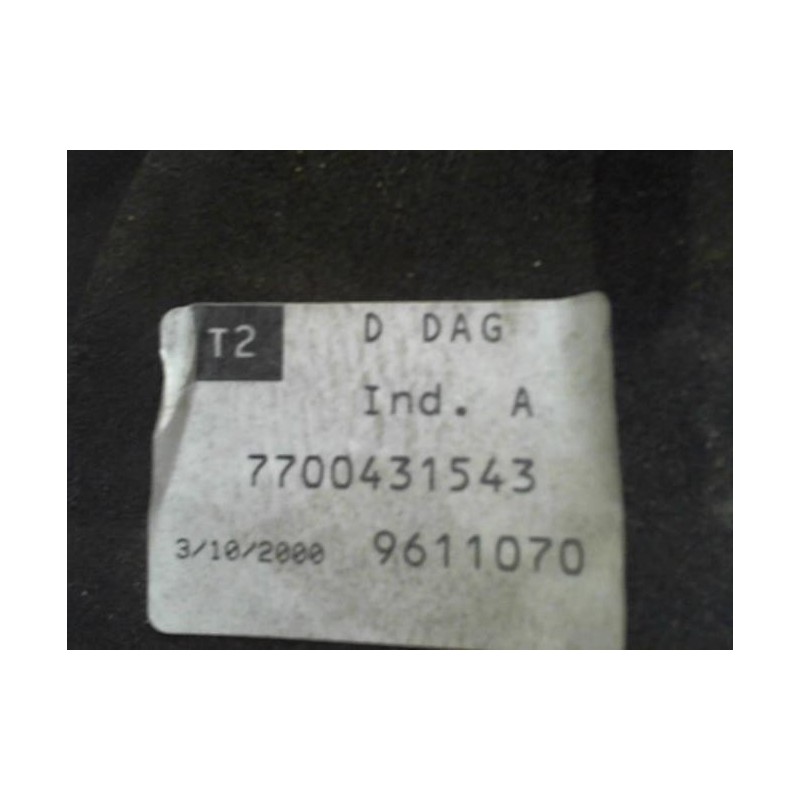 T2 D DAG
Ind. A
7700431543
3/10/2000 9611070